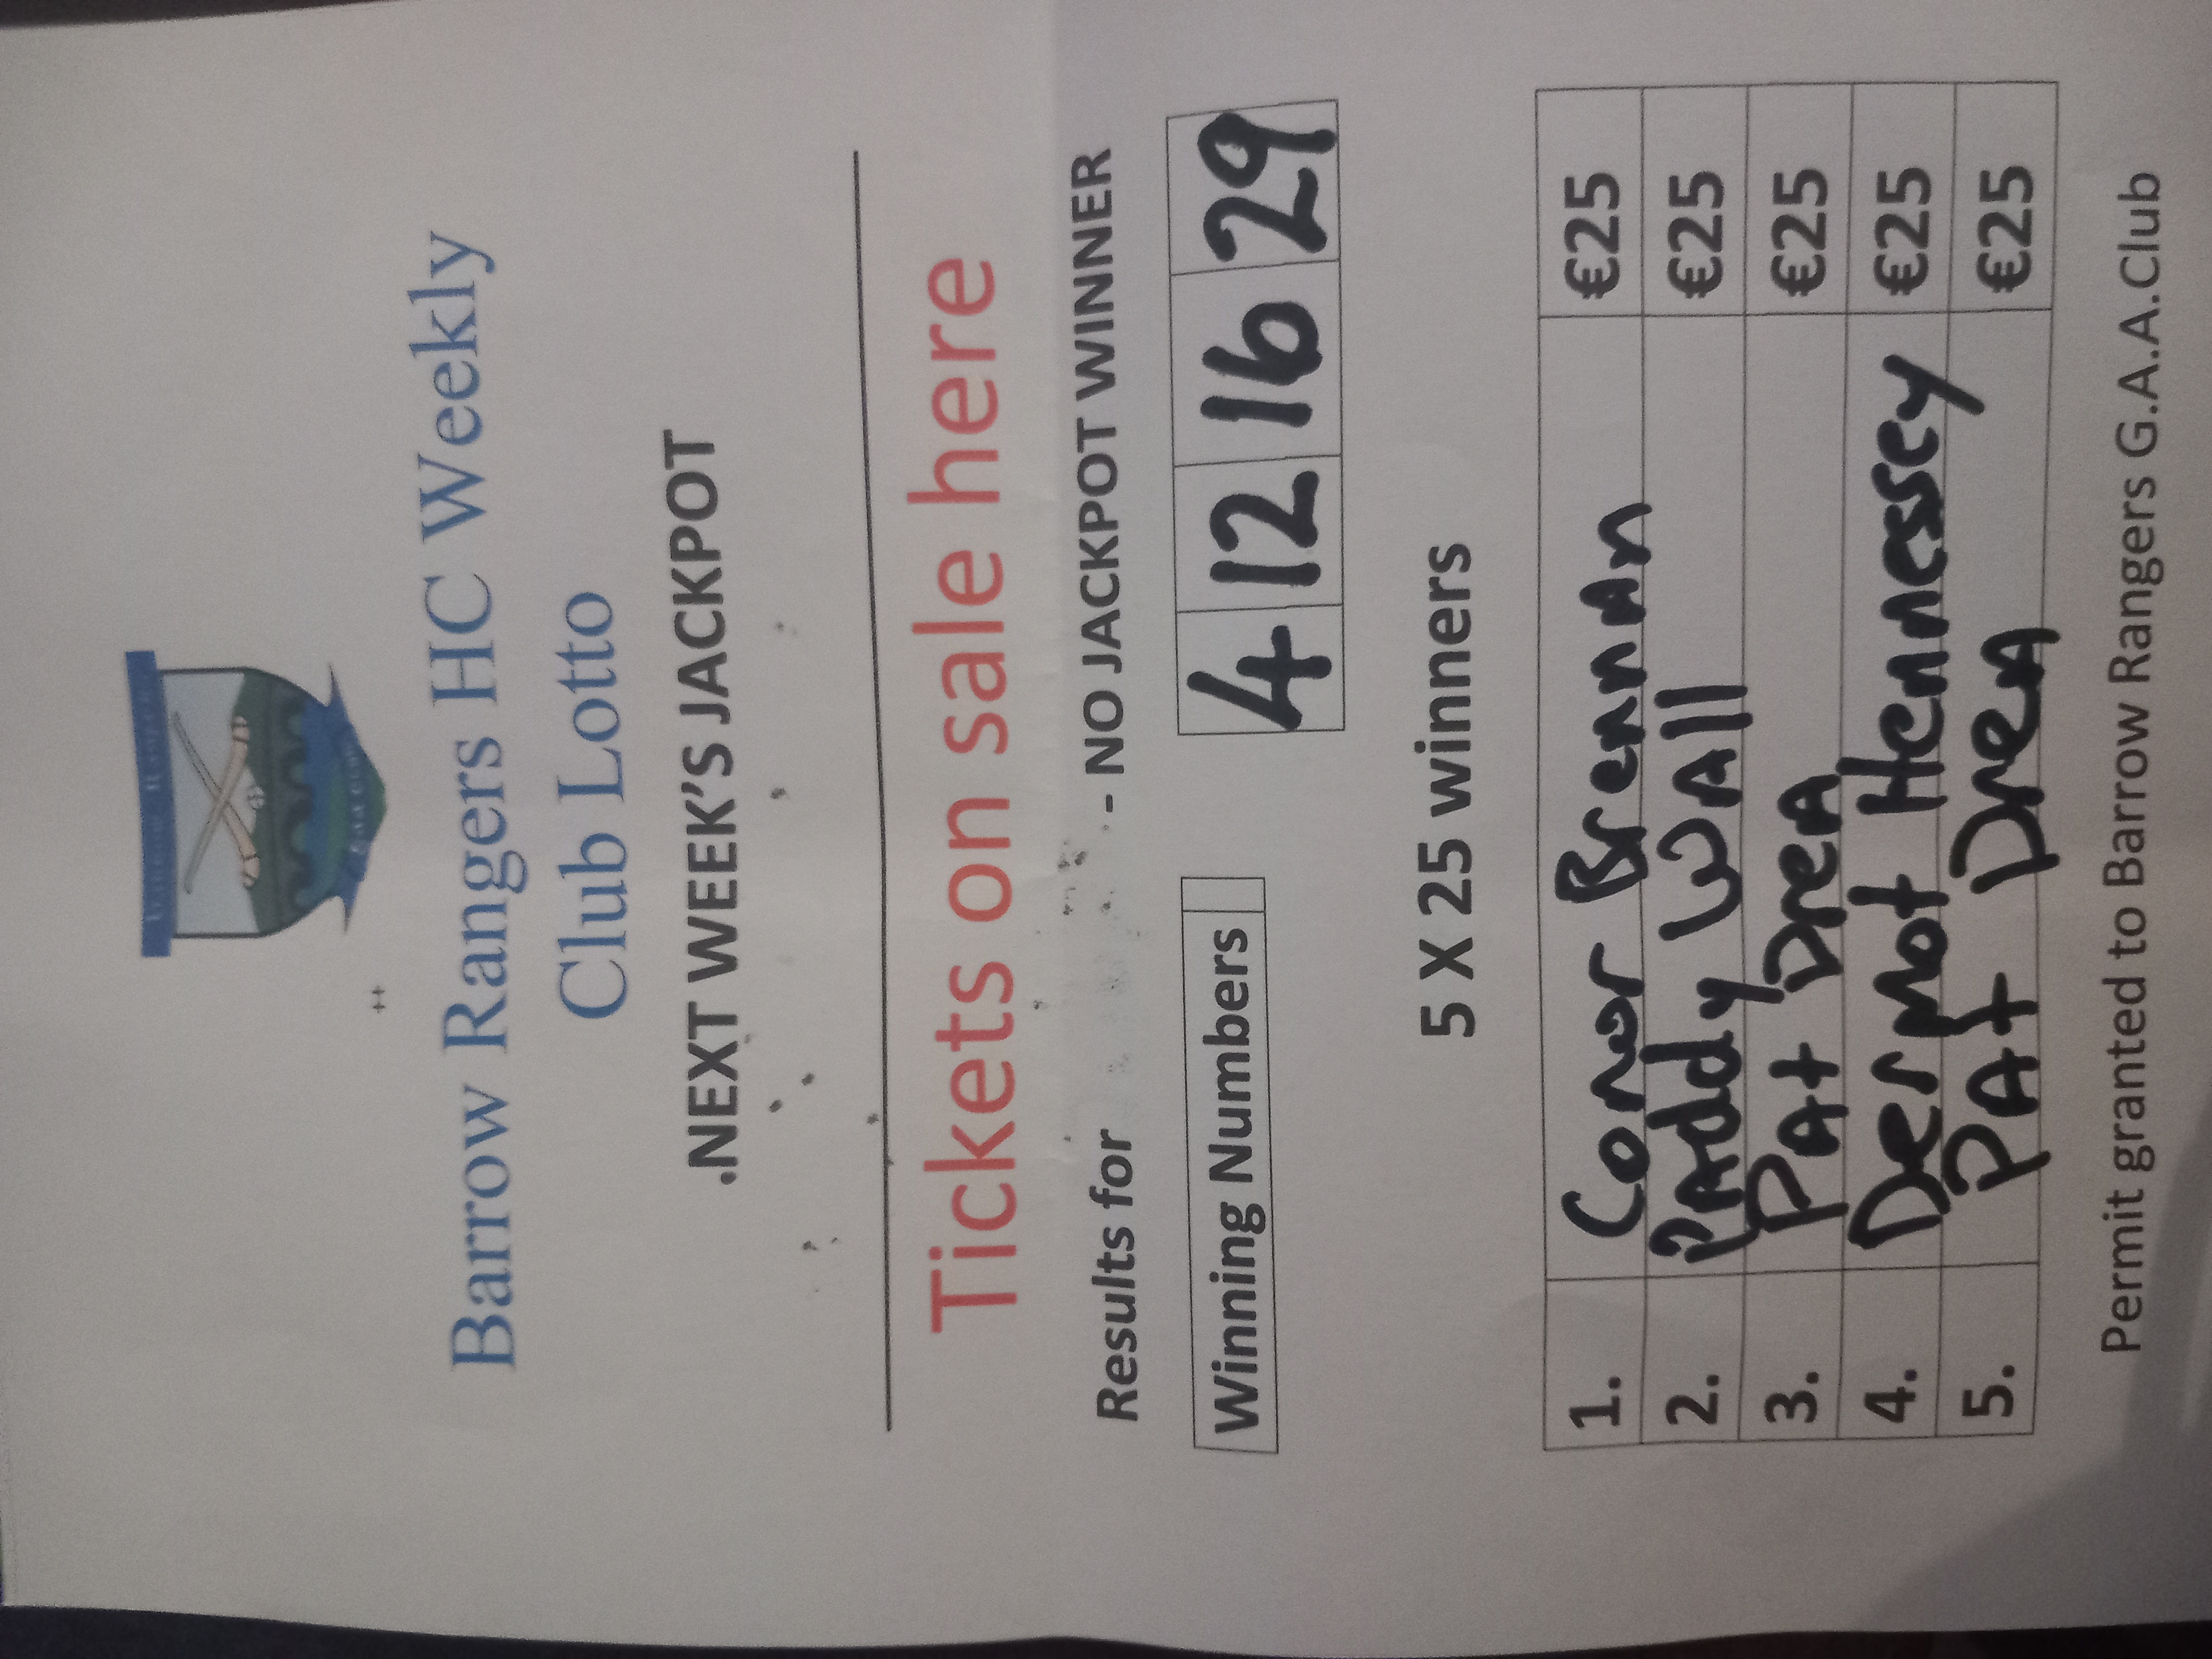 Barrow Rangers HC Weekly
Club Lotto
.NEXT WEEK'S JACKPOT
Tickets on sale here
Results for - NO JACKPOT WINNER
Winning Numbers
4 12 16 29
5 X 25 winners
1. Conor Brennan €25
2. PAddy WAll €25
3. PAt DreA €25
4. Dermot Hennessey €25
5. PAt DreA €25
Permit granted to Barrow Rangers G.A.A.Club